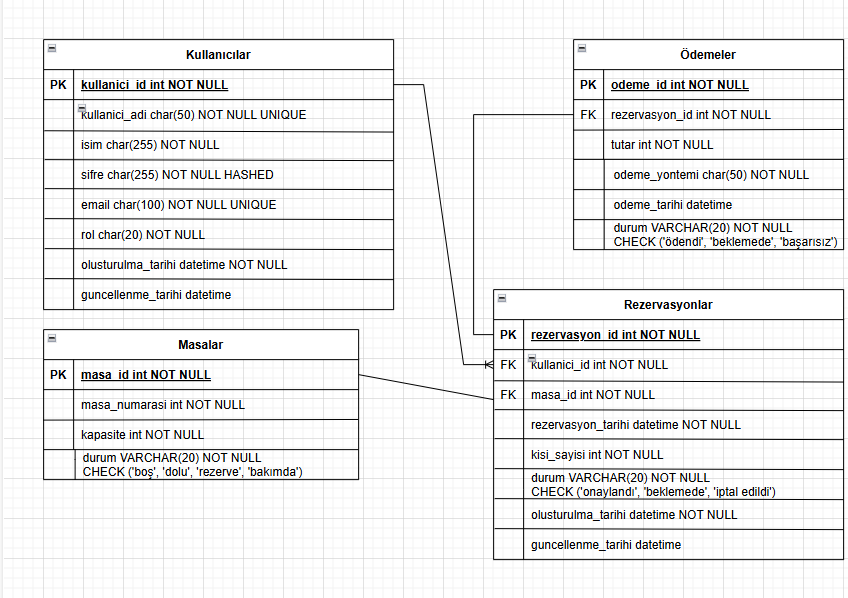 Kullanıcılar
PK kullanici_id int NOT NULL
kullanici_adi char(50) NOT NULL UNIQUE
isim char(255) NOT NULL
sifre char(255) NOT NULL HASHED
email char(100) NOT NULL UNIQUE
rol char(20) NOT NULL
olusturulma_tarihi datetime NOT NULL
guncellenme_tarihi datetime
Ödemeler
PK odeme_id int NOT NULL
FK rezervasyon_id int NOT NULL
tutar int NOT NULL
odeme_yontemi char(50) NOT NULL
odeme_tarihi datetime
durum VARCHAR(20) NOT NULL
CHECK ('ödendi', 'beklemede', 'başarısız')
Masalar
PK masa_id int NOT NULL
masa_numarasi int NOT NULL
kapasite int NOT NULL
durum VARCHAR(20) NOT NULL
CHECK ('boş', 'dolu', 'rezerve', 'bakımda')
Rezervasyonlar
PK rezervasyon_id int NOT NULL
FK kullanici_id int NOT NULL
FK masa_id int NOT NULL
rezervasyon_tarihi datetime NOT NULL
kisi_sayisi int NOT NULL
durum VARCHAR(20) NOT NULL
CHECK ('onaylandı', 'beklemede', 'iptal edildi')
olusturulma_tarihi datetime NOT NULL
guncellenme_tarihi datetime